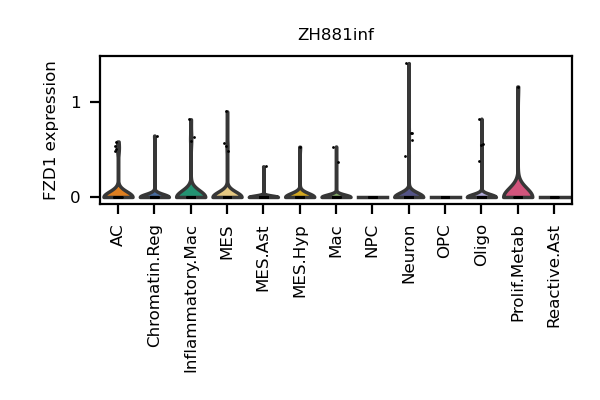 ZH881inf
FZD1 expression
1
0
AC
Chromatin.Reg
Inflammatory.Mac
MES
MES.Ast
MES.Hyp
Mac
NPC
Neuron
OPC
Oligo
Prolif.Metab
Reactive.Ast